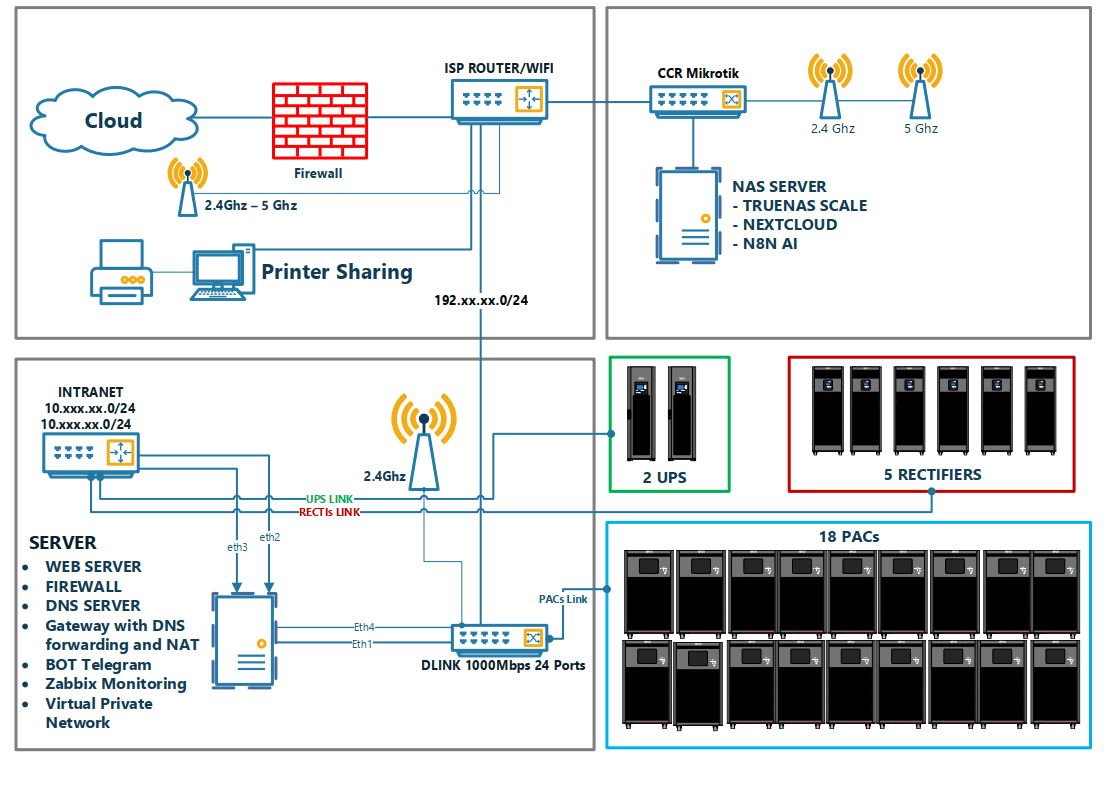 ISP ROUTER/WIFI
Cloud
Firewall
2.4Ghz – 5 Ghz
Printer Sharing
192.xx.xx.0/24
CCR Mikrotik
2.4 Ghz
5 Ghz
NAS SERVER
- TRUENAS SCALE
- NEXTCLOUD
- N8N AI
INTRANET
10.xxx.xx.0/24
10.xxx.xx.0/24
2.4Ghz
UPS LINK
RECTIs LINK
eth3
eth2
SERVER
• WEB SERVER
• FIREWALL
• DNS SERVER
• Gateway with DNS
forwarding and NAT
• BOT Telegram
• Zabbix Monitoring
• Virtual Private
Network
Eth4
Eth1
DLINK 1000Mbps 24 Ports
PACs Link
2 UPS
5 RECTIFIERS
18 PACs